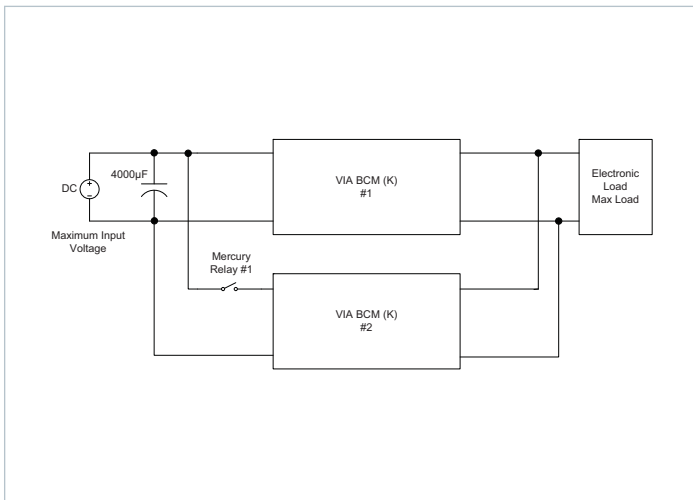 4000µF
VIA BCM (K)
#1
Electronic
Load
Max Load
DC
+
−
Maximum Input
Voltage
Mercury
Relay #1
VIA BCM (K)
#2